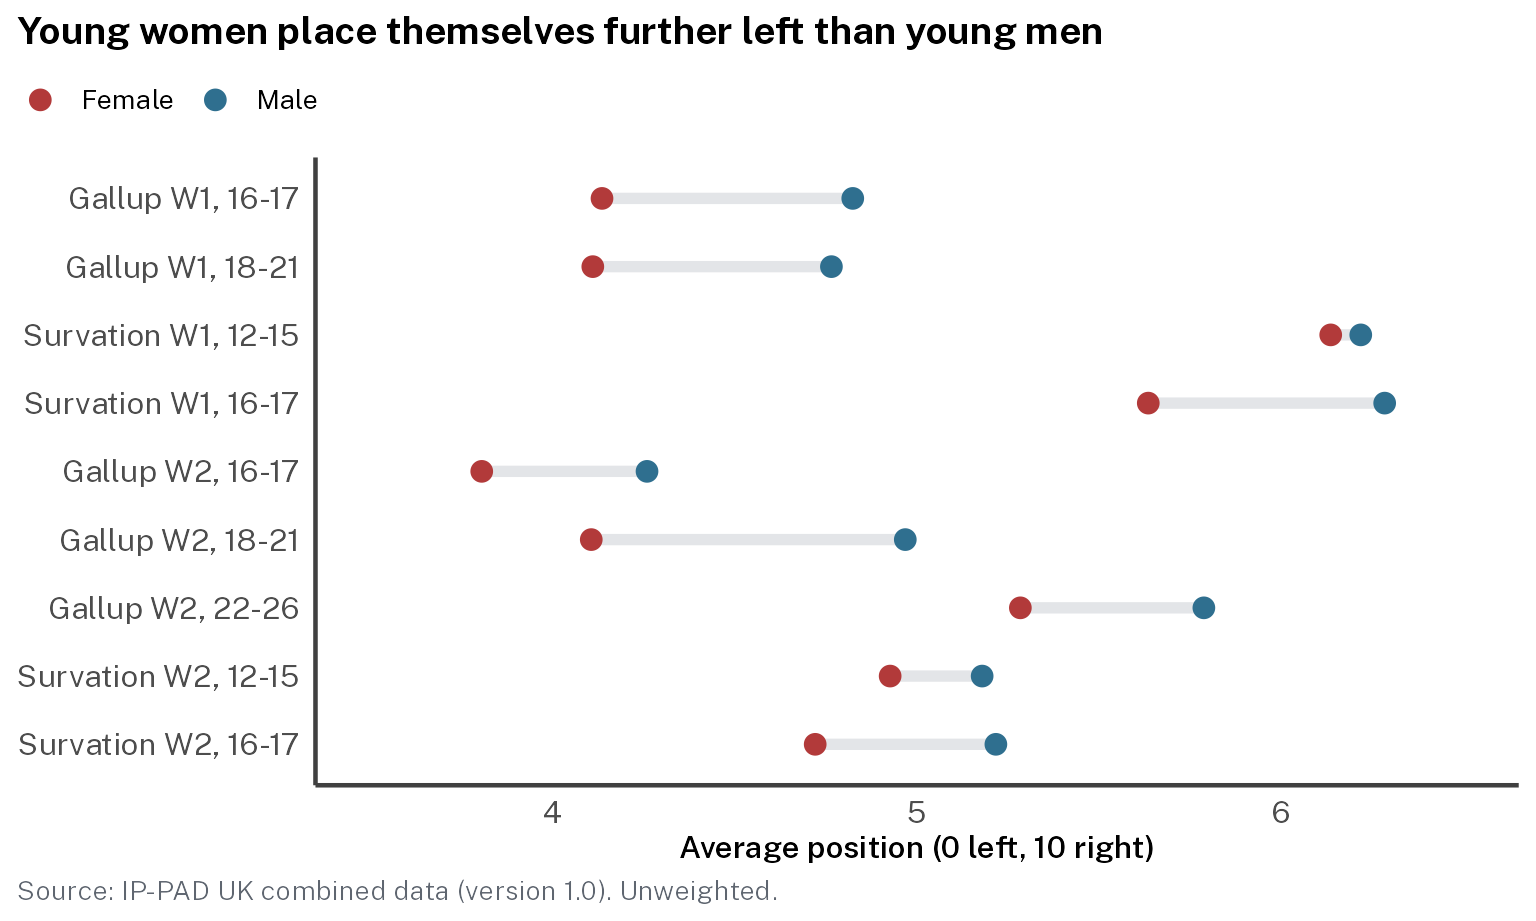 Young women place themselves further left than young men
Female Male
Gallup W1, 16-17
Gallup W1, 18-21
Survation W1, 12-15
Survation W1, 16-17
Gallup W2, 16-17
Gallup W2, 18-21
Gallup W2, 22-26
Survation W2, 12-15
Survation W2, 16-17
4 5 6
Average position (0 left, 10 right)
Source: IP-PAD UK combined data (version 1.0). Unweighted.